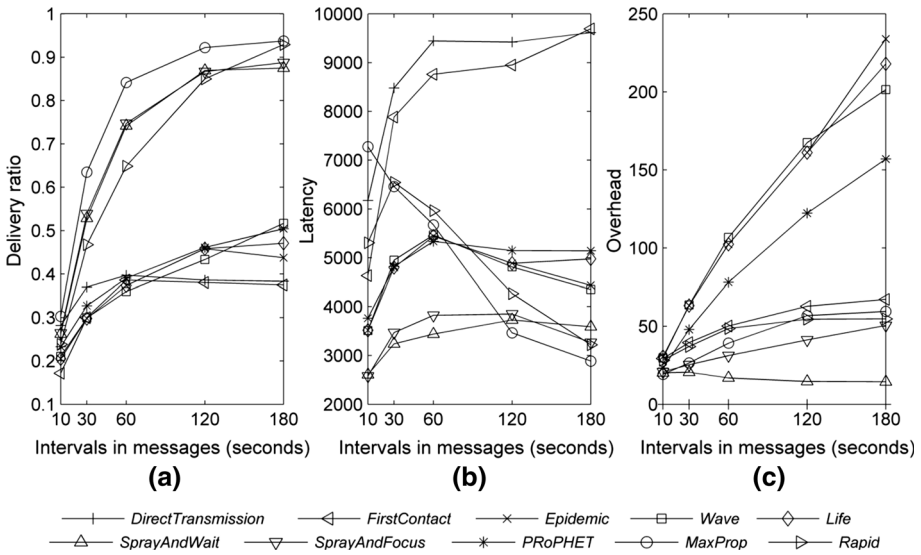 1
0.9
0.8
0.7
0.6
0.5
0.4
0.3
0.2
0.1
Delivery ratio
10 30 60 120 180
Intervals in messages (seconds)
(a)
10000
9000
8000
7000
6000
5000
4000
3000
2000
Latency
10 30 60 120 180
Intervals in messages (seconds)
(b)
250
200
150
100
50
0
Overhead
10 30 60 120 180
Intervals in messages (seconds)
(c)
DirectTransmission FirstContact Epidemic Wave Life
SprayAndWait SprayAndFocus PRoPHET MaxProp Rapid